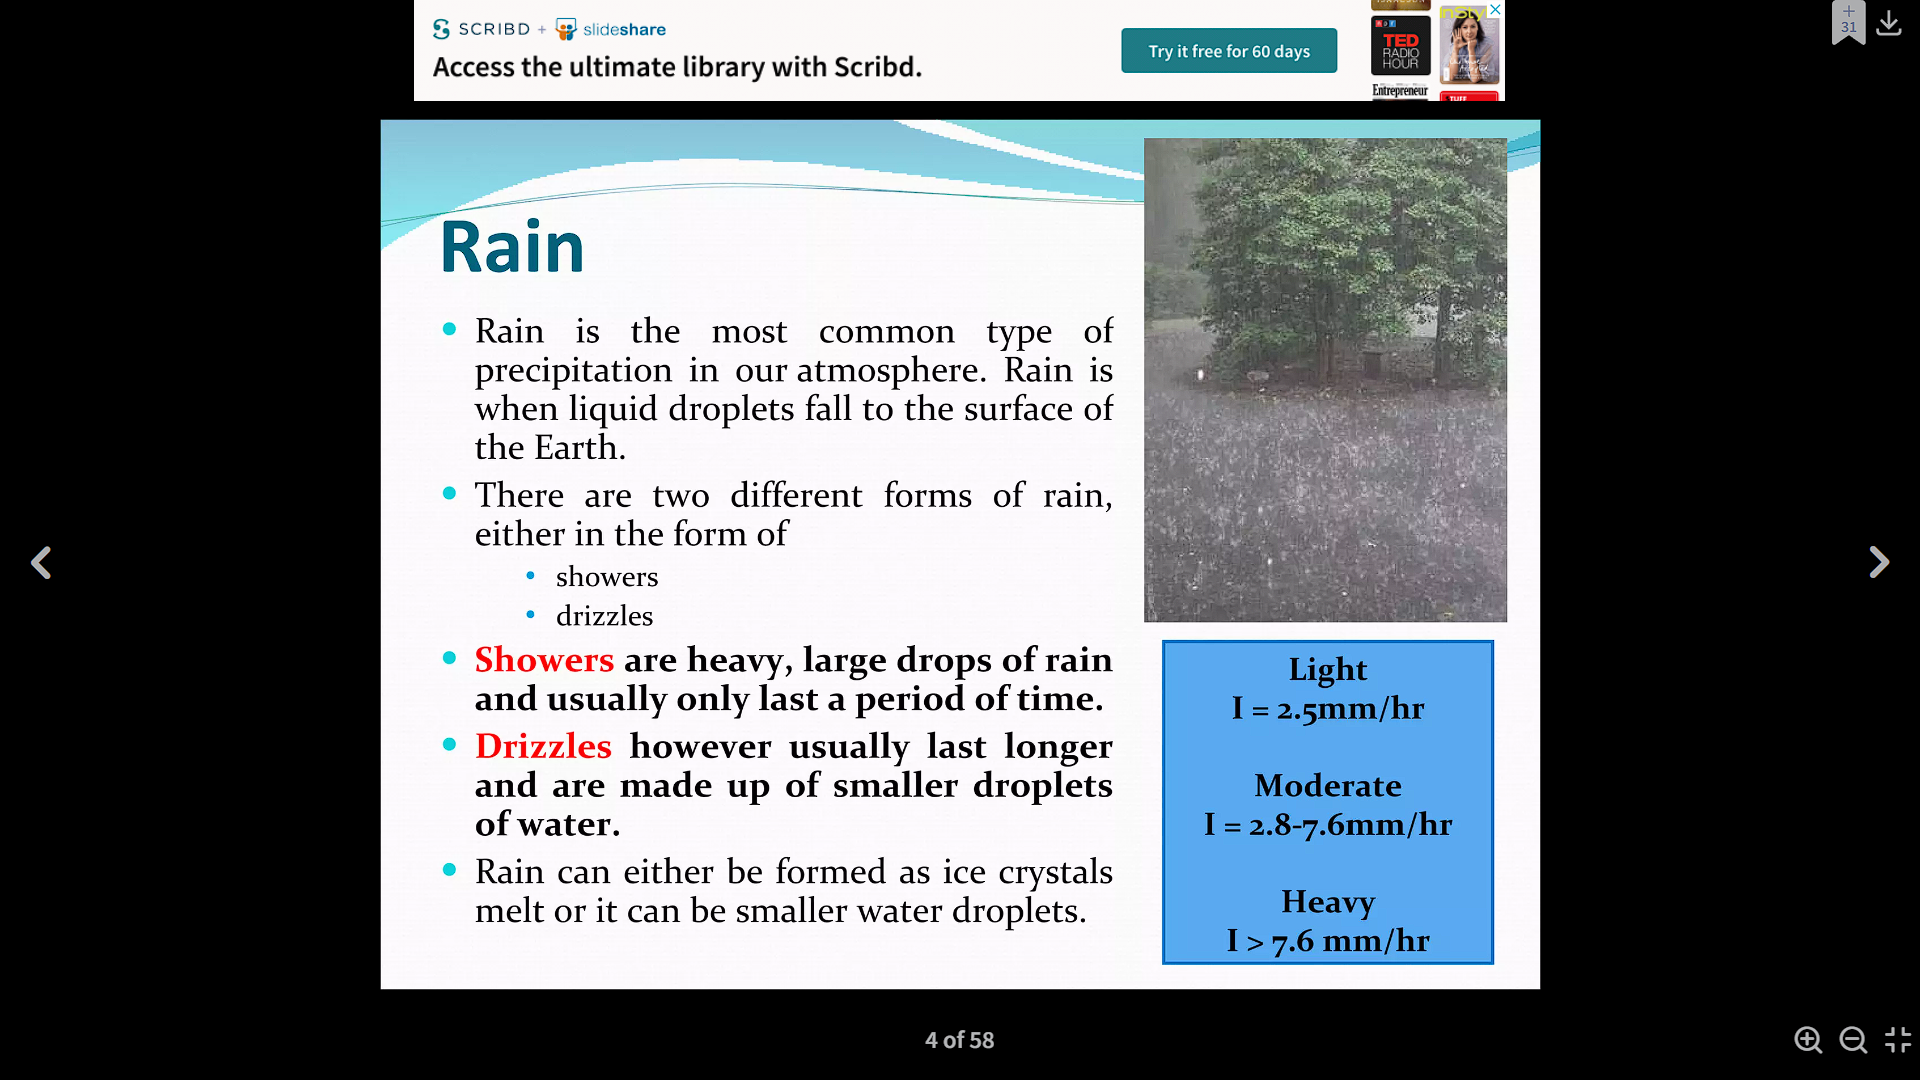 SCRIBD + slideshare
Access the ultimate library with Scribd.
Try it free for 60 days
TED
RADIO
HOUR
InStyle
Entrepreneur
+
31
Rain
• Rain is the most common type of
precipitation in our atmosphere. Rain is
when liquid droplets fall to the surface of
the Earth.
• There are two different forms of rain,
either in the form of
• showers
• drizzles
• Showers are heavy, large drops of rain
and usually only last a period of time.
• Drizzles however usually last longer
and are made up of smaller droplets
of water.
• Rain can either be formed as ice crystals
melt or it can be smaller water droplets.
Light
I = 2.5mm/hr
Moderate
I = 2.8-7.6mm/hr
Heavy
I > 7.6 mm/hr
4 of 58